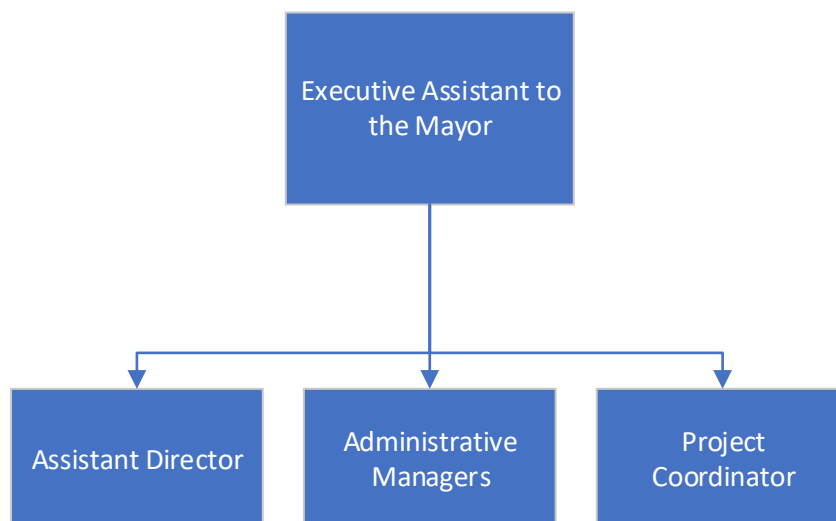 Executive Assistant to
the Mayor
Assistant Director
Administrative
Managers
Project
Coordinator